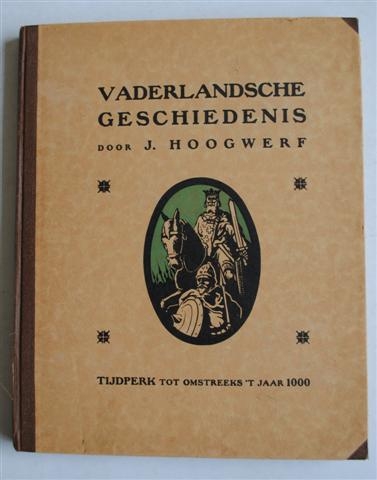 VADERLANDSCHE
GESCHIEDENIS
DOOR J. HOOGWERF
TIJDPERK TOT OMSTREEKS 'T JAAR 1000